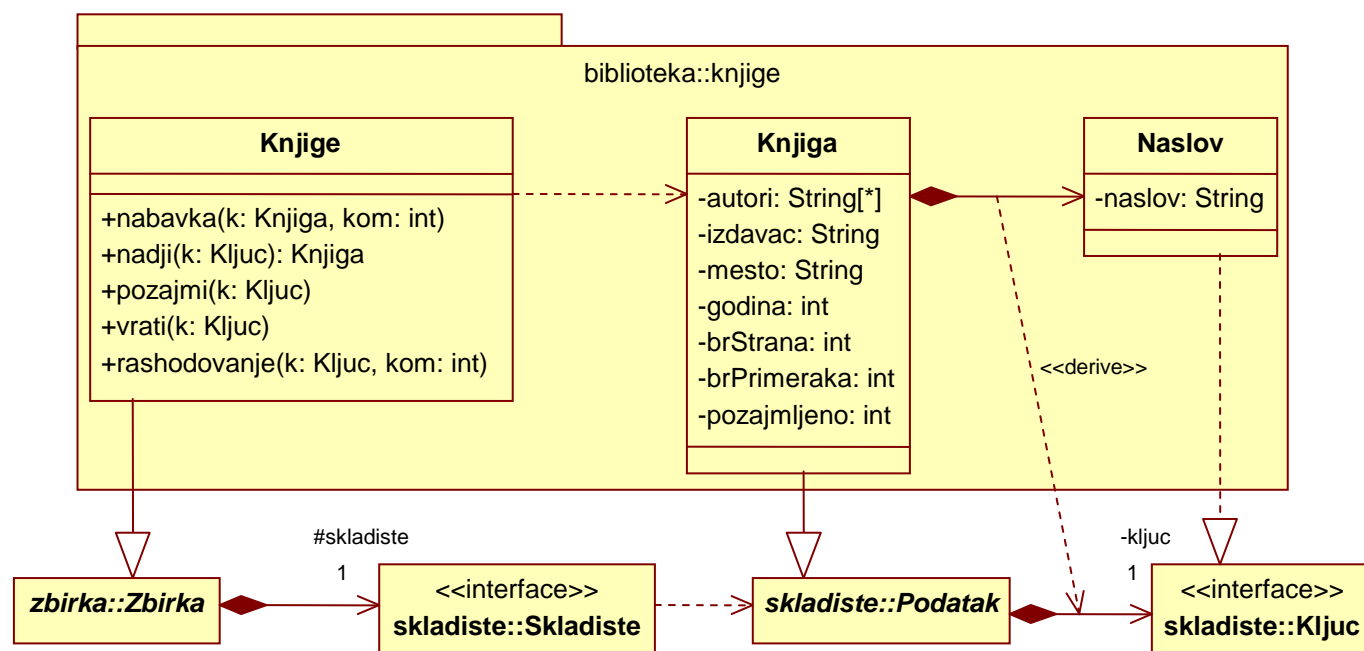 biblioteka::knjige
Knjige
+nabavka(k: Knjiga, kom: int)
+nadji(k: Kljuc): Knjiga
+pozajmi(k: Kljuc)
+vrati(k: Kljuc)
+rashodovanje(k: Kljuc, kom: int)
Knjiga
-autori: String[*]
-izdavac: String
-mesto: String
-godina: int
-brStrana: int
-brPrimeraka: int
-pozajmljeno: int
Naslov
-naslov: String
<<derive>>
#skladiste
1
-kljuc
1
zbirka::Zbirka
<<interface>>
skladiste::Skladiste
skladiste::Podatak
<<interface>>
skladiste::Kljuc